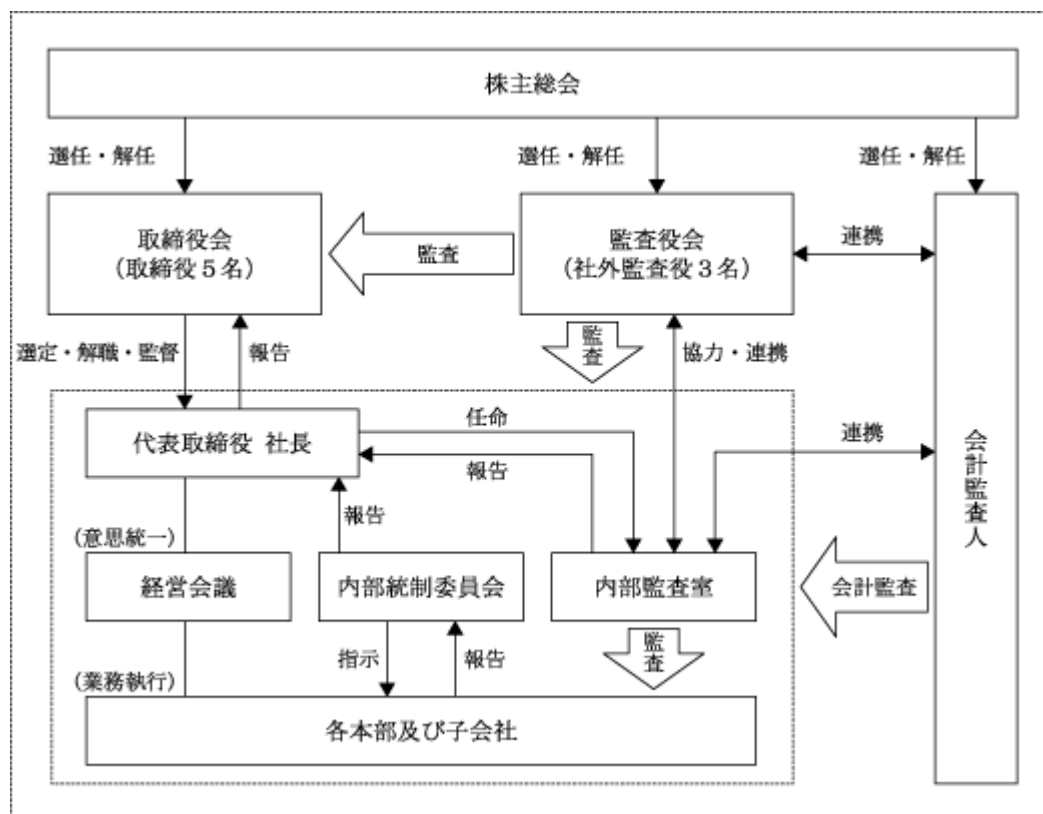 株主総会
選任・解任
選任・解任
選任・解任
取締役会
(取締役5名)
監査
監査役会
(社外監査役3名)
連携
選定・解職・監督
報告
監査
協力・連携
代表取締役 社長
任命
報告
連携
会計監査人
報告
(意思統一)
経営会議
内部統制委員会
内部監査室
会計監査
指示
報告
監査
(業務執行)
各本部及び子会社